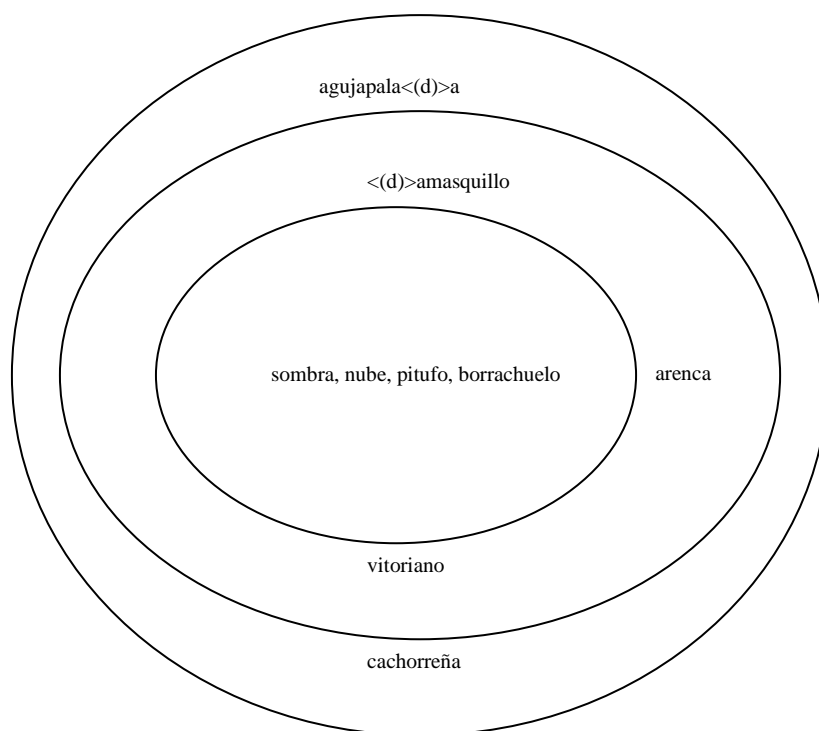 agujapala<(d)>a
<(d)>amasquillo
sombra, nube, pitufo, borrachuelo
arenca
vitoriano
cachorreña